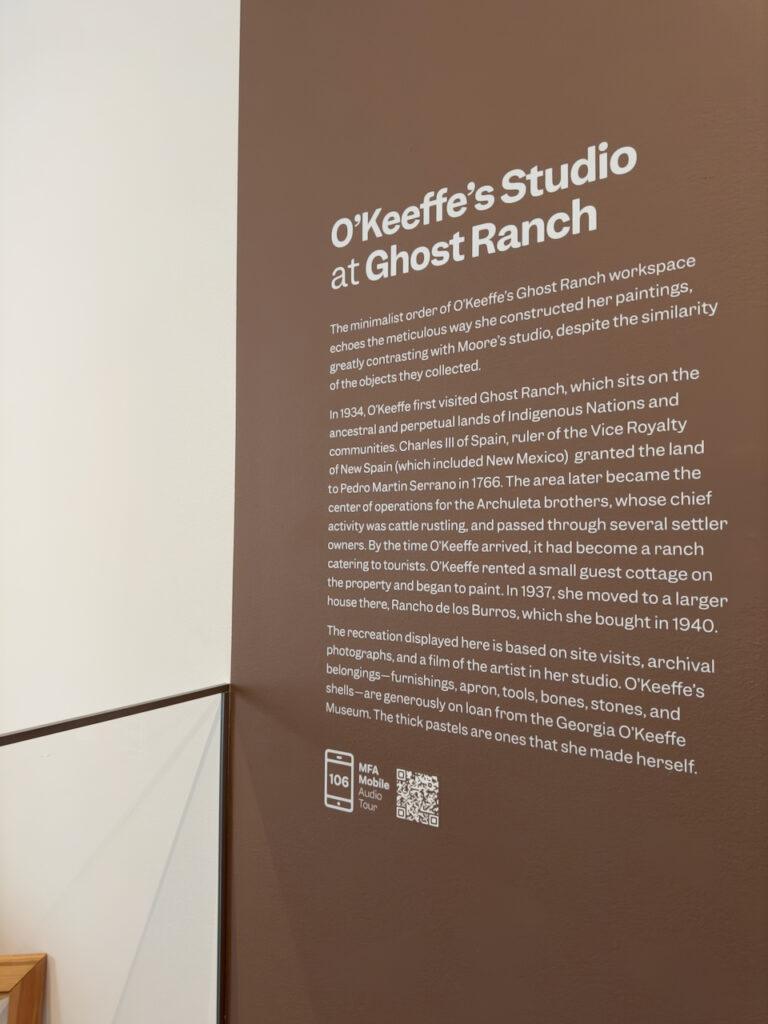 O'Keeffe's Studio
at Ghost Ranch
The minimalist order of O'Keeffe's Ghost Ranch workspace
echoes the meticulous way she constructed her paintings,
greatly contrasting with Moore's studio, despite the similarity
of the objects they collected.
In 1934, O'Keeffe first visited Ghost Ranch, which sits on the
ancestral and perpetual lands of Indigenous Nations and
communities. Charles III of Spain, ruler of the Vice Royalty
of New Spain (which included New Mexico)  granted the land
to Pedro Martin Serrano in 1766. The area later became the
center of operations for the Archuleta brothers, whose chief
activity was cattle rustling, and passed through several settler
owners. By the time O'Keeffe arrived, it had become a ranch
catering to tourists. O'Keeffe rented a small guest cottage on
the property and began to paint. In 1937, she moved to a larger
house there, Rancho de los Burros, which she bought in 1940.
The recreation displayed here is based on site visits, archival
photographs, and a film of the artist in her studio. O'Keeffe's
belongings—furnishings, apron, tools, bones, stones, and
shells—are generously on loan from the Georgia O'Keeffe
Museum. The thick pastels are ones that she made herself.
106
MFA
Mobile
Audio
Tour